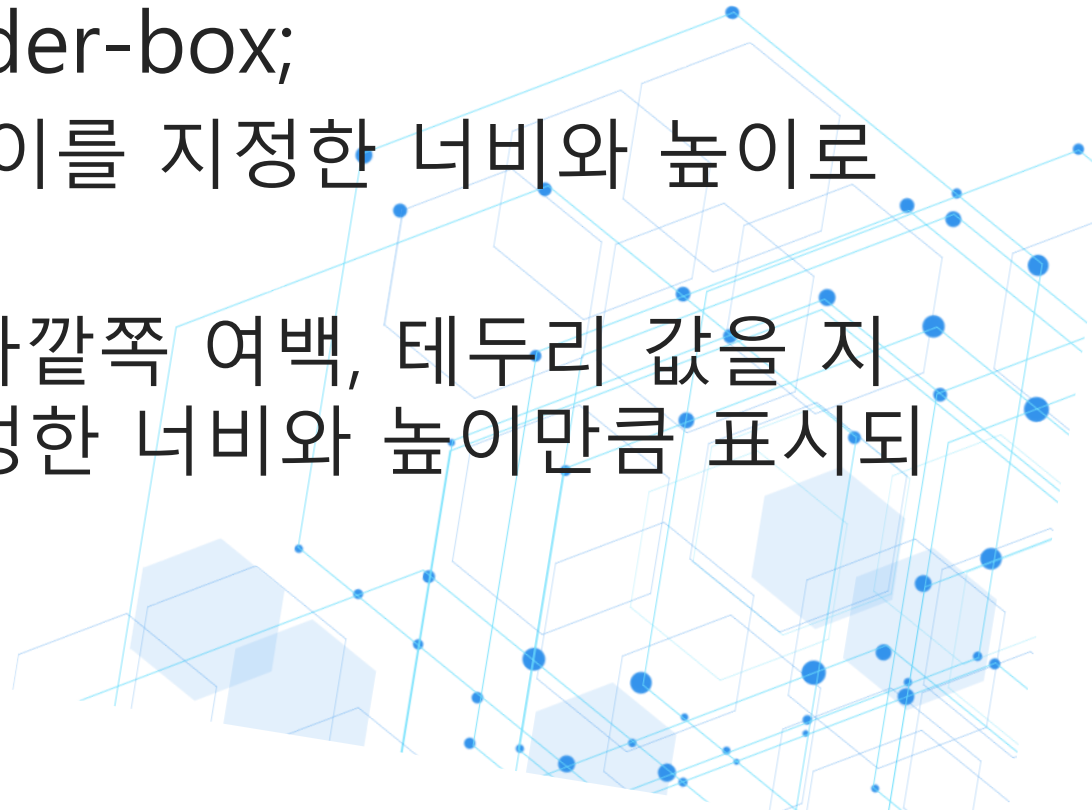 der-box;
이를 지정한 너비와 높이로
깥쪽 여백, 테두리 값을 지
한 너비와 높이만큼 표시되